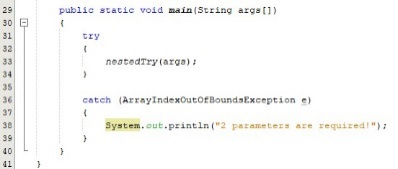 29 public static void main(String args[])
30 {
31 try
32 {
33 nestedTry(args);
34 }
35
36 catch (ArrayIndexOutOfBoundsException e)
37 {
38 System.out.println("2 parameters are required!");
39 }
40 }
41 }